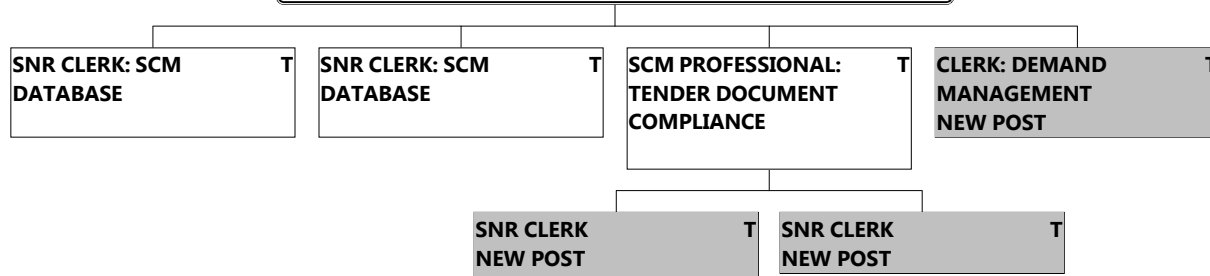 SNR CLERK: SCM T
DATABASE
SNR CLERK: SCM T
DATABASE
SCM PROFESSIONAL: T
TENDER DOCUMENT
COMPLIANCE
CLERK: DEMAND T
MANAGEMENT
NEW POST
SNR CLERK T
NEW POST
SNR CLERK T
NEW POST